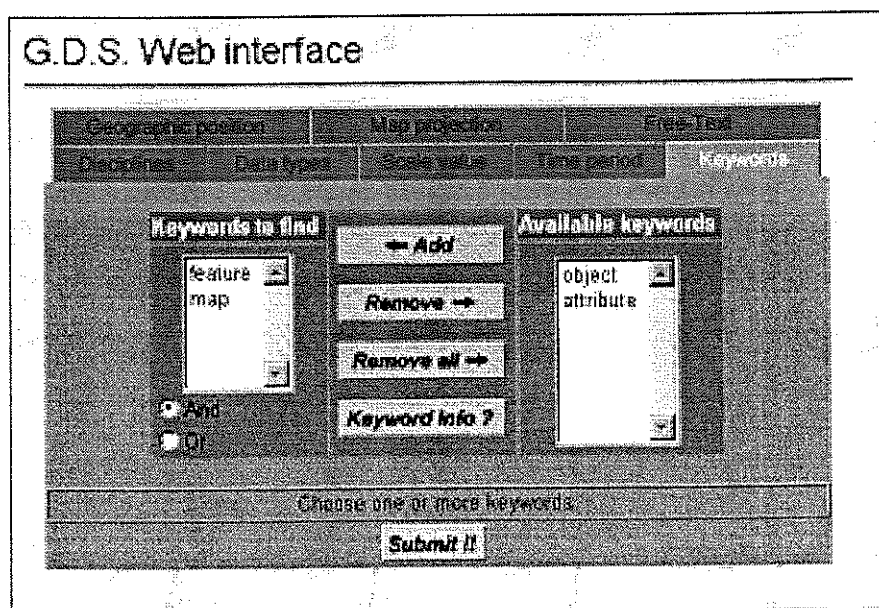 G.D.S. Web interface
Geographic position Map projection Free-Text
Disciplines Data types Scale value Time period Keywords
Keywords to find Available keywords
← Add
feature object
map attribute
Remove →
Remove all →
And
Keyword info ?
Or
Choose one or more keywords
Submit it